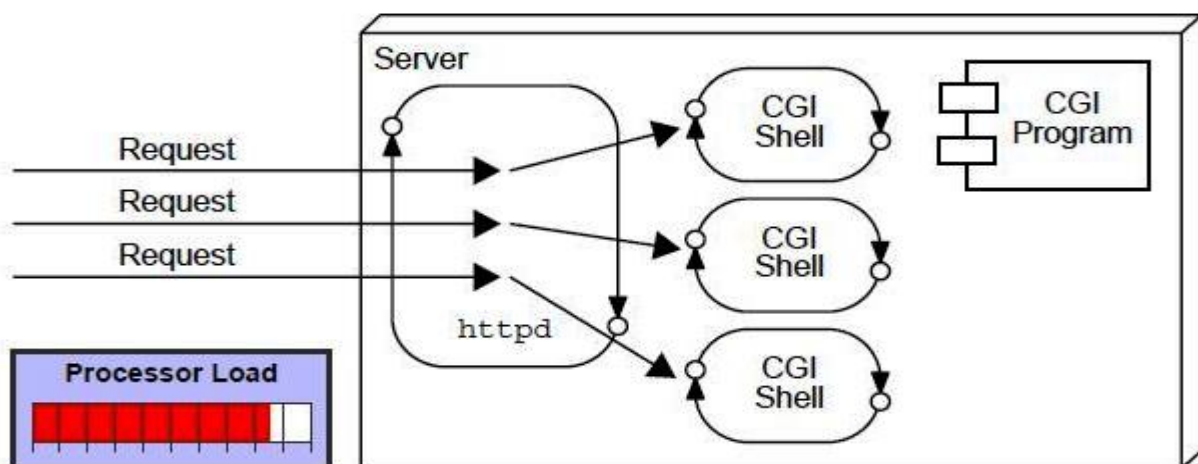 Server
CGI
Shell
CGI
Program
Request
Request
Request
CGI
Shell
httpd
CGI
Shell
Processor Load